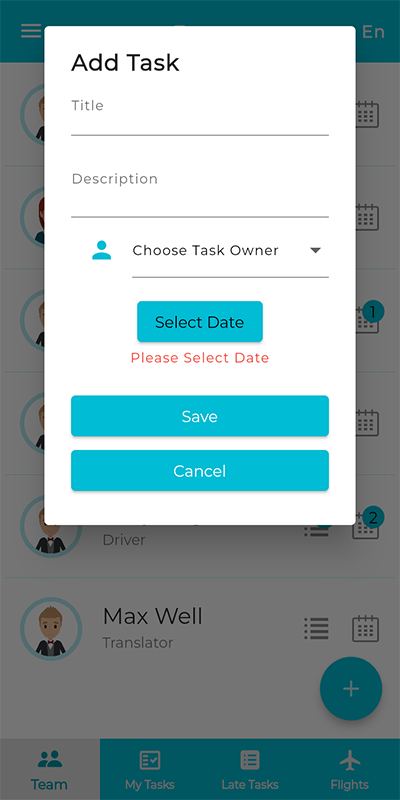 En
Add Task
Title
Description
Choose Task Owner
Select Date
Please Select Date
Save
Cancel
1
2
Driver
Max Well
Translator
Team
My Tasks
Late Tasks
Flights